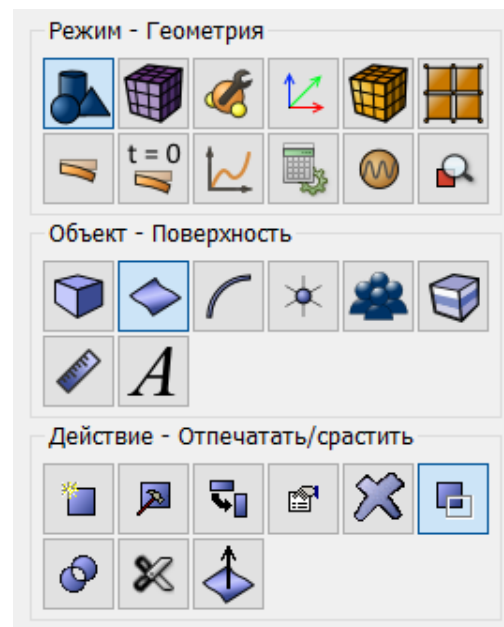 Режим - Геометрия
t = 0
Объект - Поверхность
A
Действие - Отпечатать/срастить